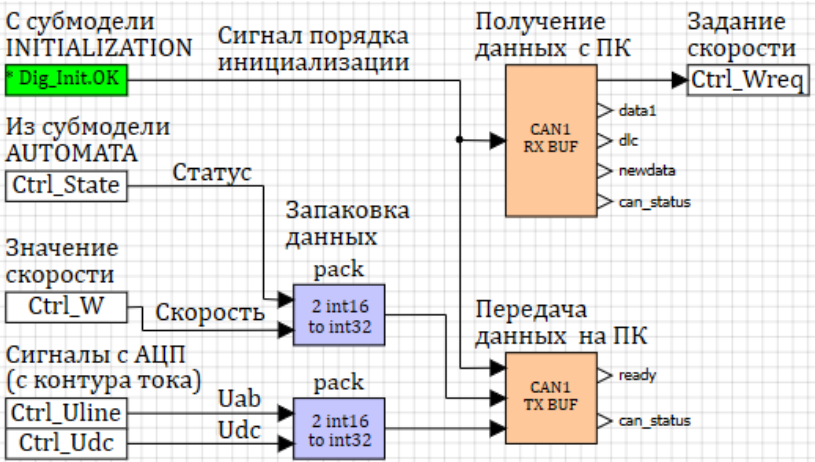 С субмодели
INITIALIZATION
* Dig_Init.OK
Сигнал порядка
инициализации
Получение
данных с ПК
Задание
скорости
Ctrl_Wreq
CAN1
RX BUF
data1
dlc
newdata
can_status
Из субмодели
AUTOMATA
Ctrl_State
Статус
Запаковка
данных
pack
2 int16
to int32
Значение
скорости
Ctrl_W
Скорость
Передача
данных на ПК
CAN1
TX BUF
ready
can_status
Сигналы с АЦП
(с контура тока)
Ctrl_Uline
Ctrl_Udc
Uab
Udc
pack
2 int16
to int32